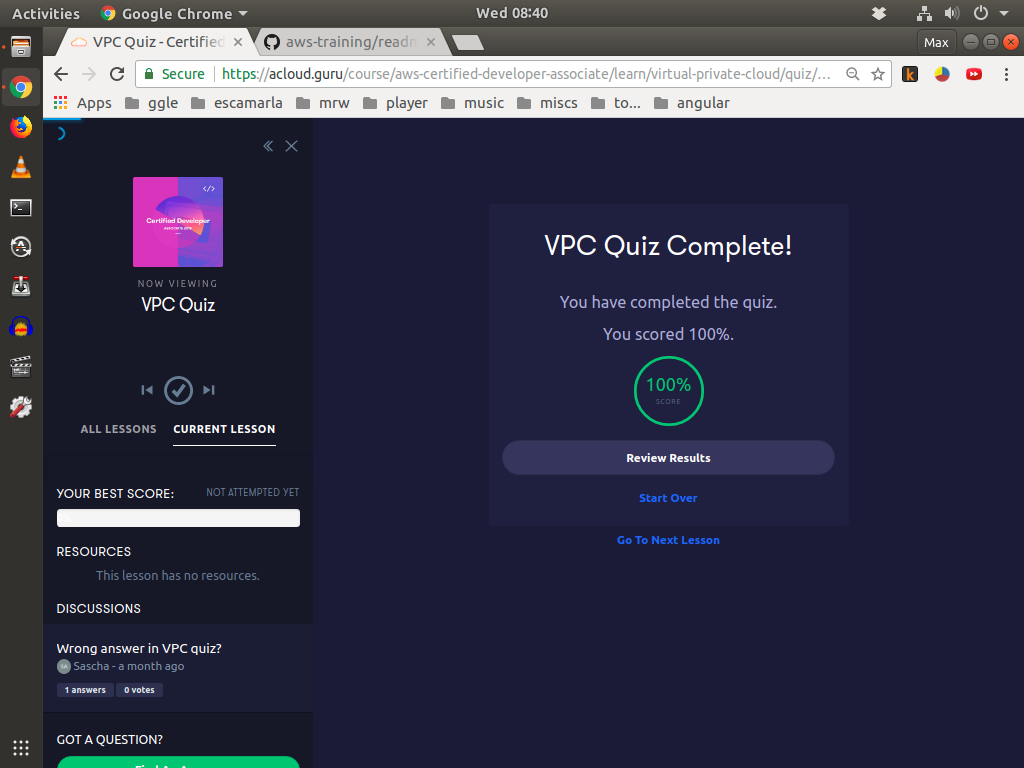 Activities
Google Chrome
Wed 08:40
VPC Quiz - Certified
aws-training/readn
Max
Secure
https://acloud.guru/course/aws-certified-developer-associate/learn/virtual-private-cloud/quiz/...
Apps
ggle
escamarla
mrw
player
music
miscs
to...
angular
</>
Certified Developer
NOW VIEWING
VPC Quiz
ALL LESSONS
CURRENT LESSON
YOUR BEST SCORE:
NOT ATTEMPTED YET
RESOURCES
This lesson has no resources.
DISCUSSIONS
Wrong answer in VPC quiz?
SA
Sascha - a month ago
1 answers
0 votes
GOT A QUESTION?
VPC Quiz Complete!
You have completed the quiz.
You scored 100%.
100%
SCORE
Review Results
Start Over
Go To Next Lesson